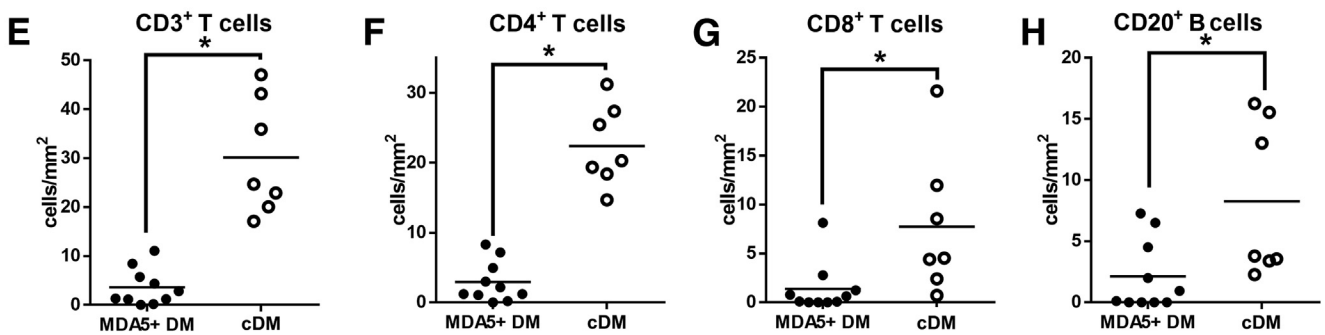 E
CD3⁺ T cells
*
cells/mm²
50
40
30
20
10
0
MDA5+ DM
cDM
F
CD4⁺ T cells
*
cells/mm²
30
20
10
0
MDA5+ DM
cDM
G
CD8⁺ T cells
*
cells/mm²
25
20
15
10
5
0
MDA5+ DM
cDM
H
CD20⁺ B cells
*
cells/mm²
20
15
10
5
0
MDA5+ DM
cDM